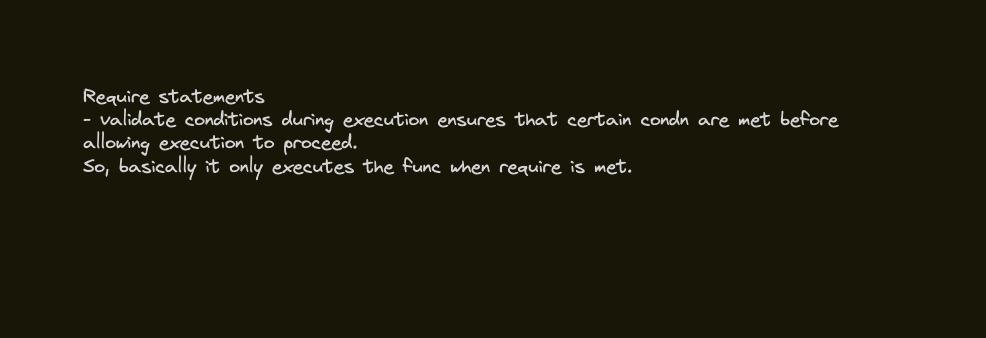 Require statements
- validate conditions during execution ensures that certain condn are met before
allowing execution to proceed.
So, basically it only executes the func when require is met.